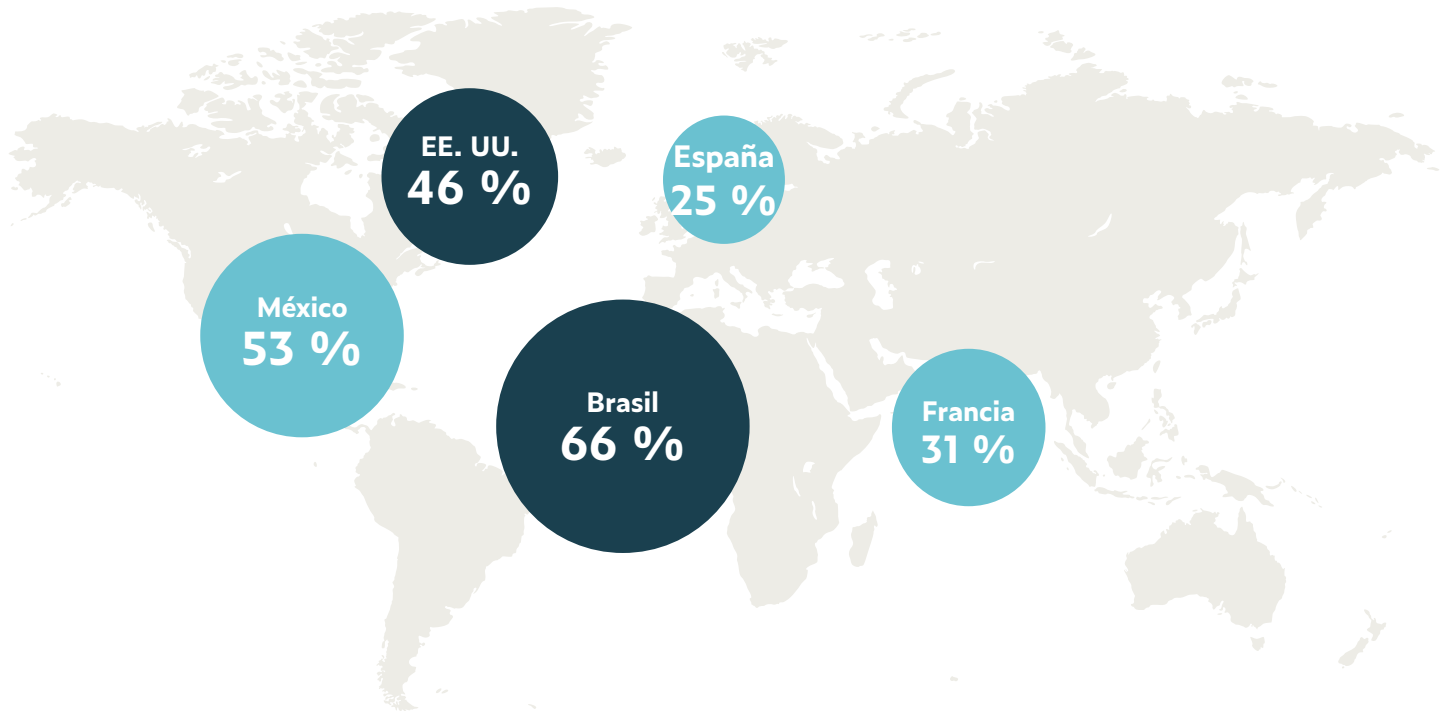 EE. UU.
46 %
España
25 %
México
53 %
Brasil
66 %
Francia
31 %